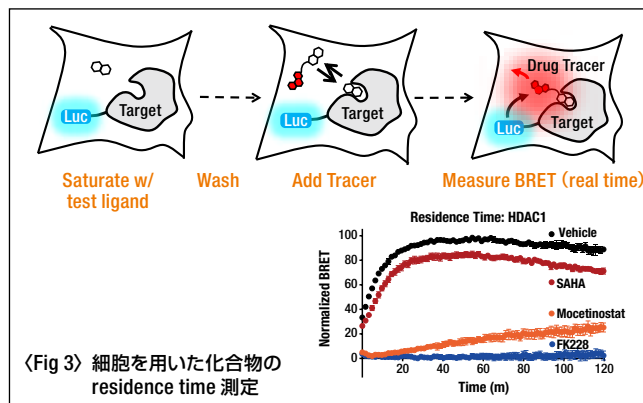 Luc
Target
Luc
Target
Drug Tracer
Luc
Target
Saturate w/
test ligand
Wash
Add Tracer
Measure BRET (real time)
Residence Time: HDAC1
Normalized BRET
100
80
60
40
20
0
20
40
60
80
100
120
Time (m)
Vehicle
SAHA
Mocetinostat
FK228
〈Fig 3〉 細胞を用いた化合物の
residence time 測定